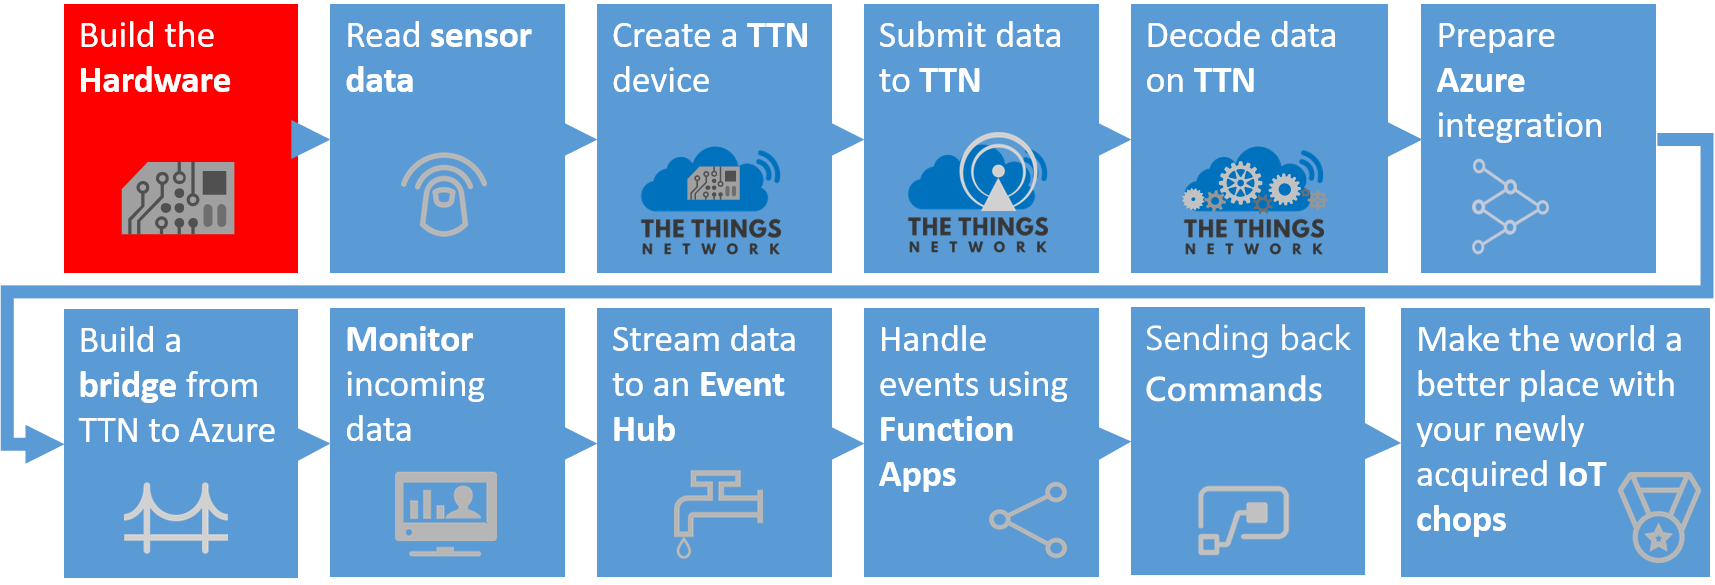 Build the
Hardware
Read sensor
data
Create a TTN
device
THE THINGS
NETWORK
Submit data
to TTN
THE THINGS
NETWORK
Decode data
on TTN
THE THINGS
NETWORK
Prepare
Azure
integration
Build a
bridge from
TTN to Azure
Monitor
incoming
data
Stream data
to an Event
Hub
Handle
events using
Function
Apps
Sending back
Commands
Make the world a
better place with
your newly
acquired IoT
chops